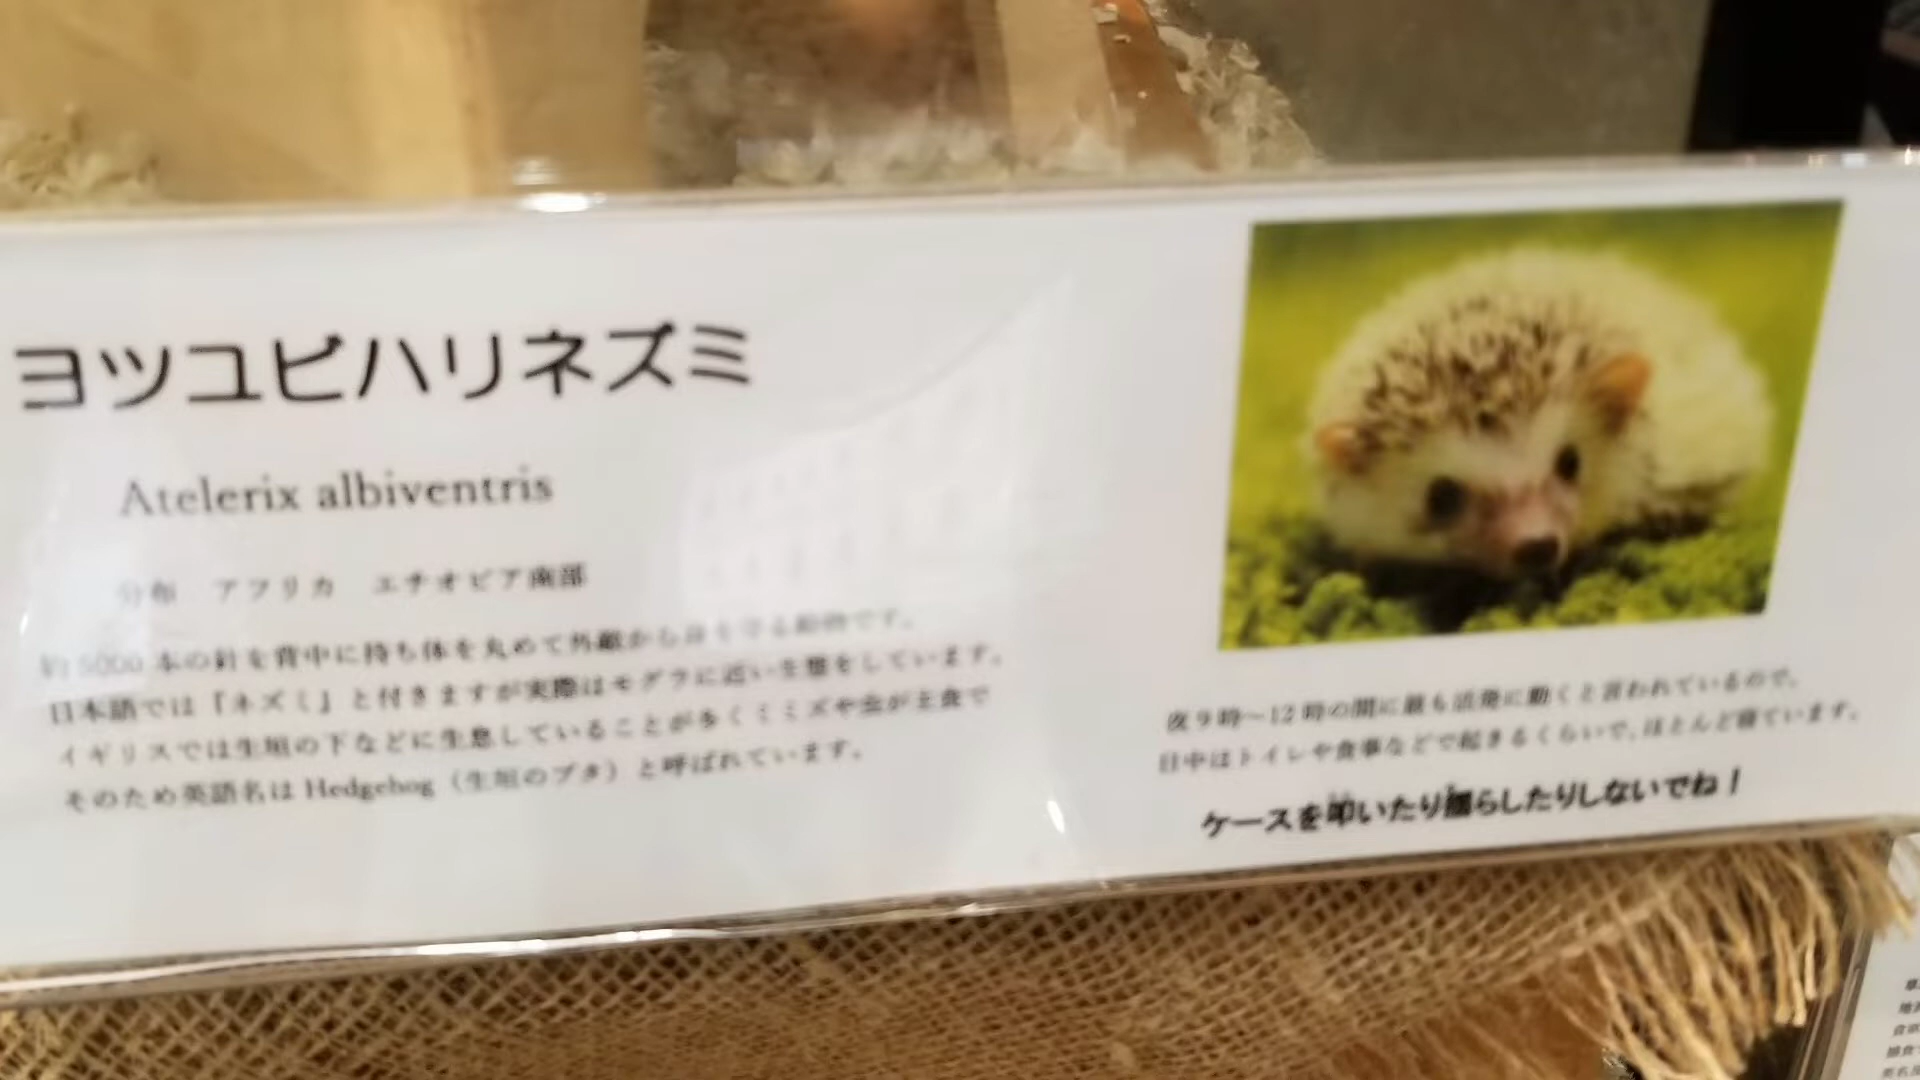 ヨツユビハリネズミ
Atelerix albiventris
分布 アフリカ エチオピア南部
約5000本の針を背中に持ち体を丸めて外敵から身を守る動物です。
日本語では『ネズミ』と付きますが実際はモグラに近い生態をしています。
イギリスでは生垣の下などに生息していることが多くミミズや虫が主食で
そのため英語名は Hedgehog（生垣のブタ）と呼ばれています。
夜9時〜12時の間に最も活発に動くと言われているので、
日中はトイレや食事などで起きるくらいで、ほとんど寝ています。
ケースを叩いたり揺らしたりしないでね！